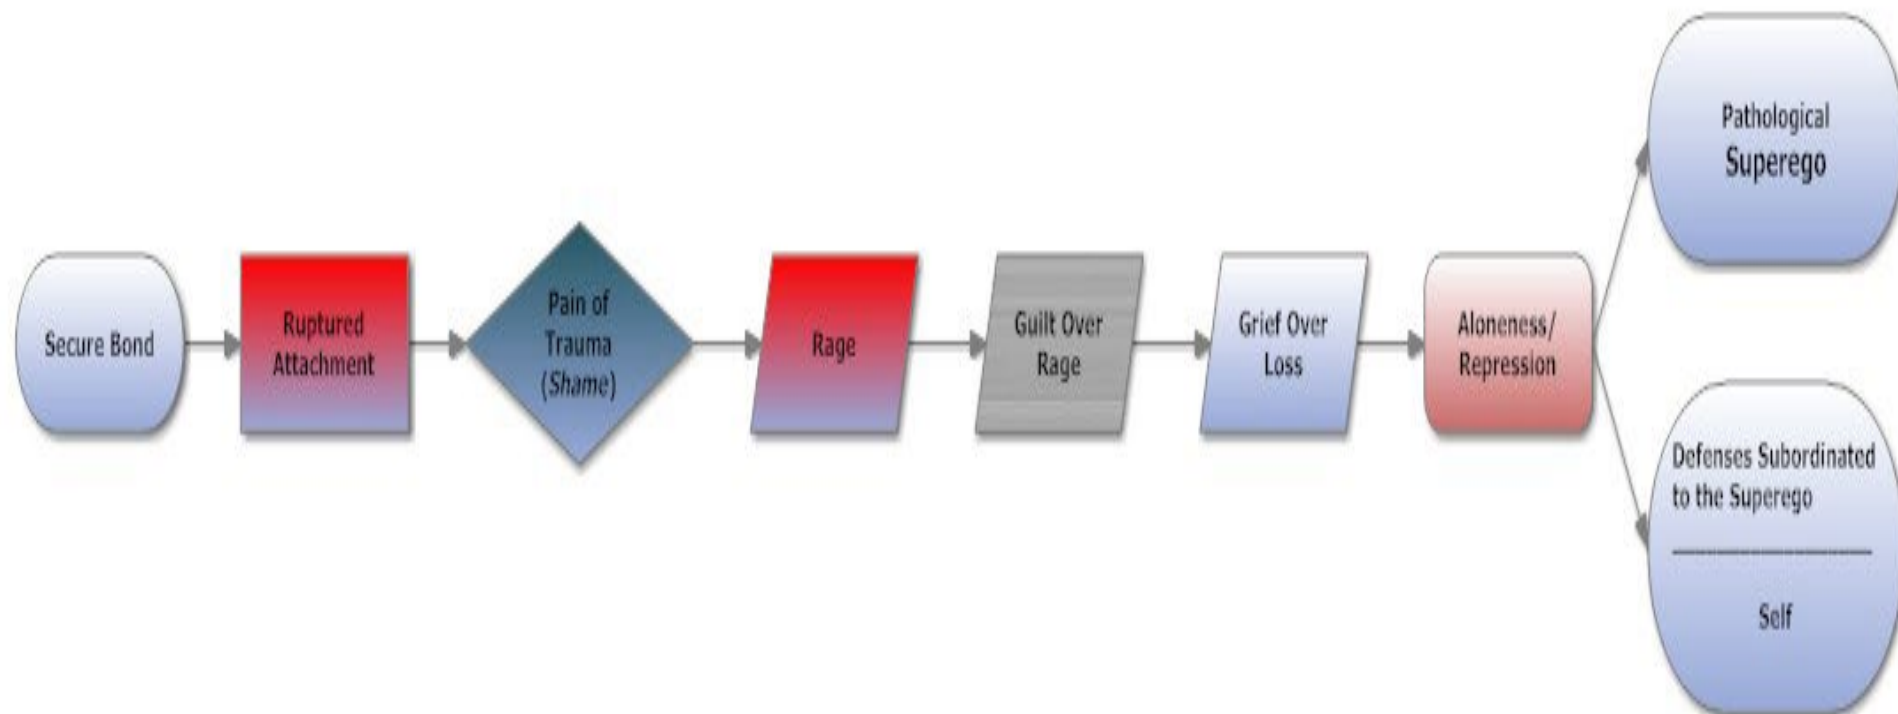 Secure Bond
Ruptured
Attachment
Pain of
Trauma
(Shame)
Rage
Guilt Over
Rage
Grief Over
Loss
Aloneness/
Repression
Pathological
Superego
Defenses Subordinated
to the Superego
Self